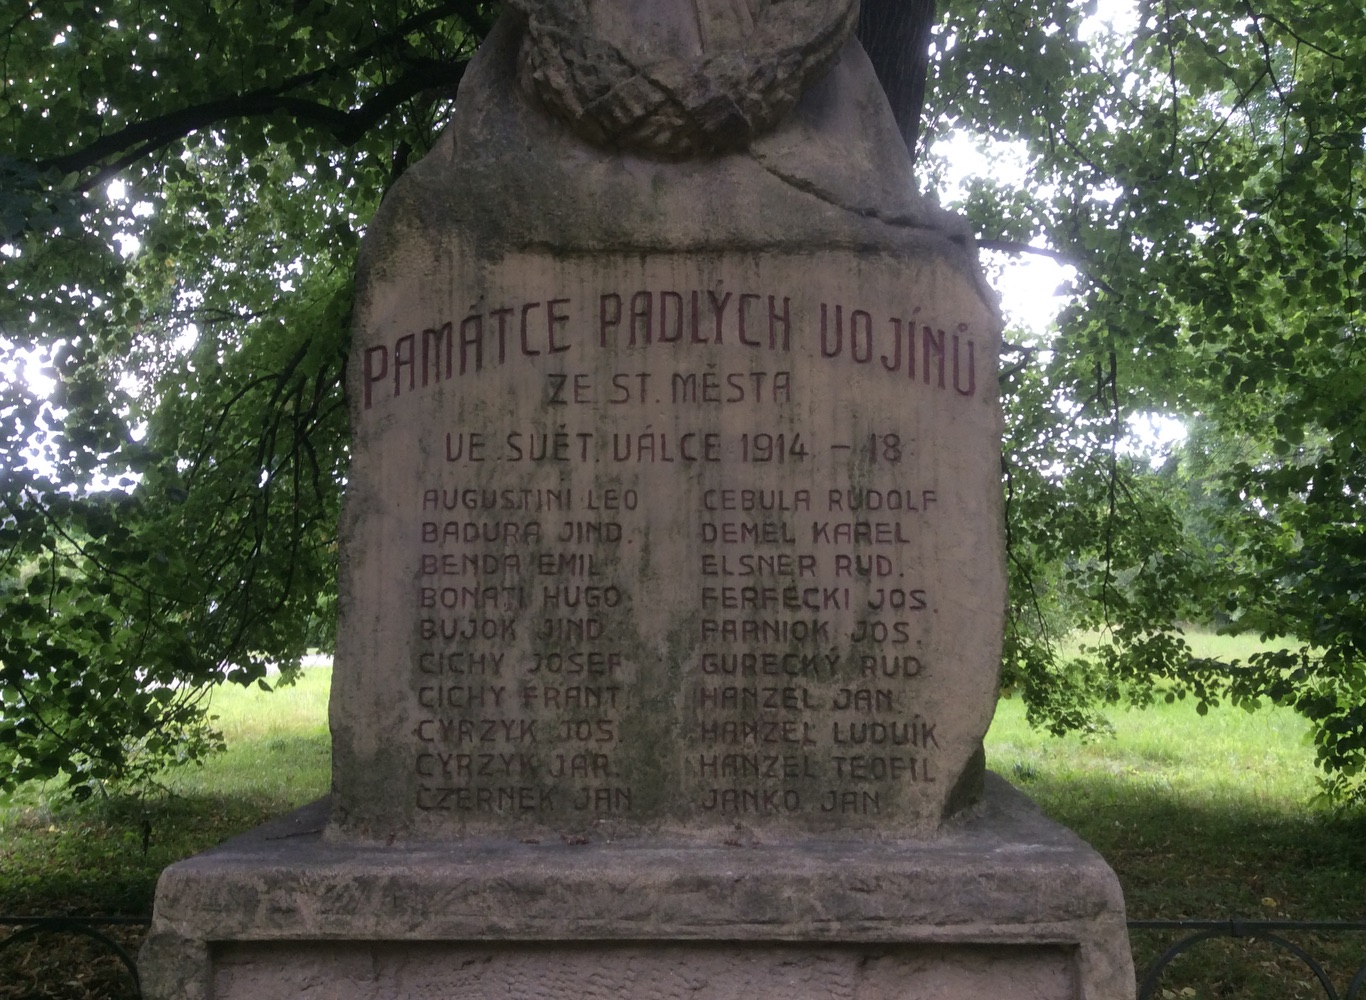 PAMÁTCE PADLÝCH VOJÍNŮ
ZE ST. MĚSTA
VE SVĚT. VÁLCE 1914 – 18
AUGUSTINI LEO
BADURA JIND.
BENDA EMIL
BONATI HUGO
BUJOK JIND.
CICHY JOSEF
CICHY FRANT.
CYRZYK JOS.
CYRZYK JAR.
CZERNEK JAN
CEBULA RUDOLF
DEMEL KAREL
ELSNER RUD.
FERFECKI JOS.
FARNIOK JOS.
GURECKÝ RUD.
HANZEL JAN
HANZEL LUDVÍK
HANZEL TEOFIL
JANKO JAN